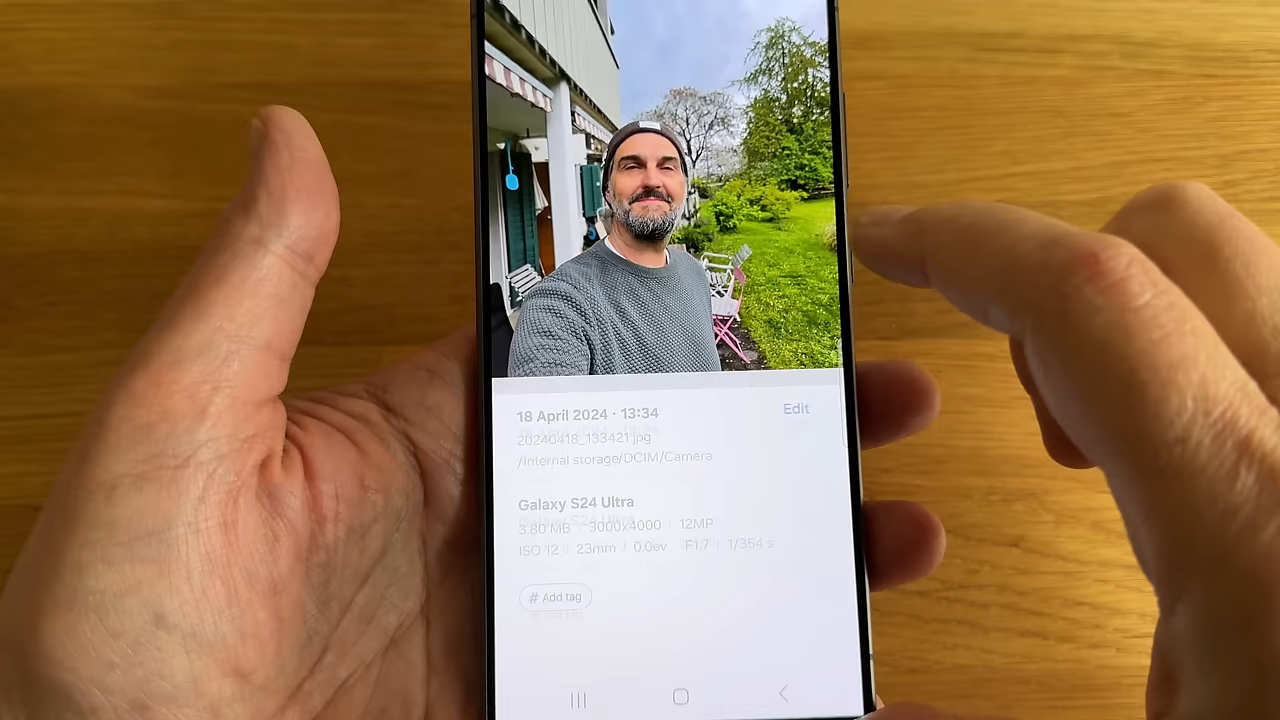 18 April 2024 · 13:34
Edit
20240418_133421.jpg
/Internal storage/DCIM/Camera
Galaxy S24 Ultra
3.80 MB 3000x4000 12MP
ISO 12 23mm 0.0ev F1.7 1/354 s
# Add tag